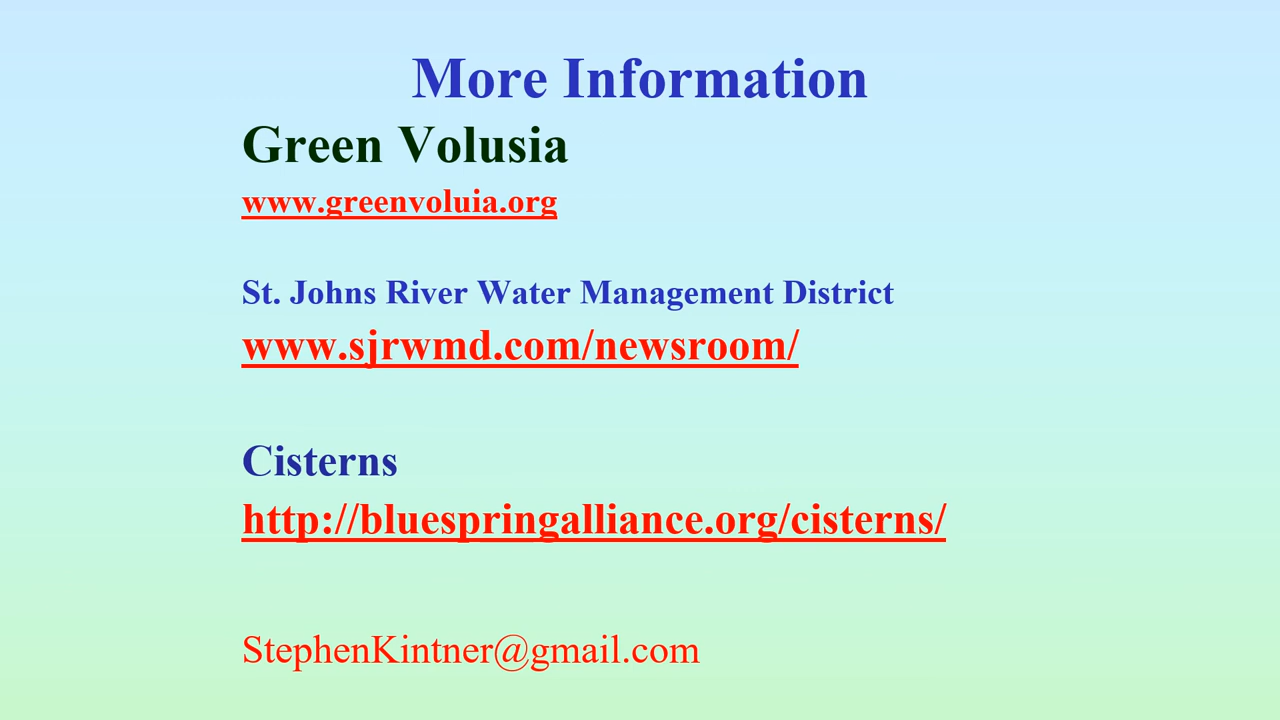 More Information
Green Volusia
www.greenvoluia.org
St. Johns River Water Management District
www.sjrwmd.com/newsroom/
Cisterns
http://bluespringalliance.org/cisterns/
StephenKintner@gmail.com